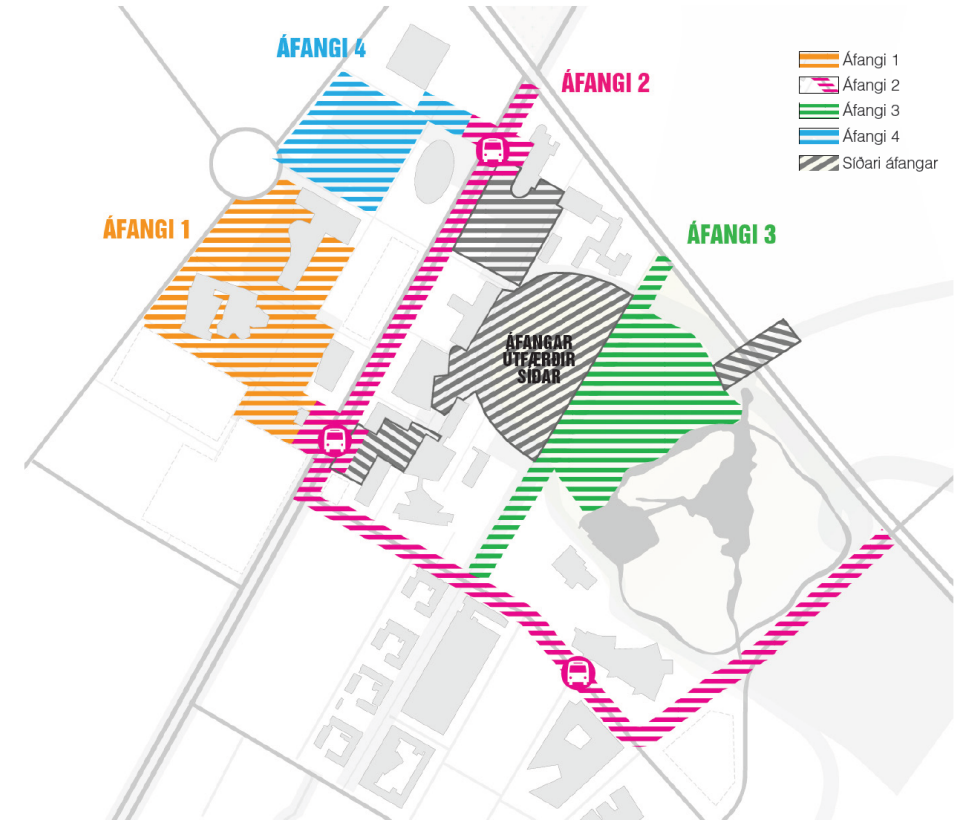 ÁFANGI 4
ÁFANGI 2
Áfangi 1
Áfangi 2
Áfangi 3
Áfangi 4
Síðari áfangar
ÁFANGI 1
ÁFANGI 3
ÁFANGAR
ÚTFÆRÐIR
SÍÐAR